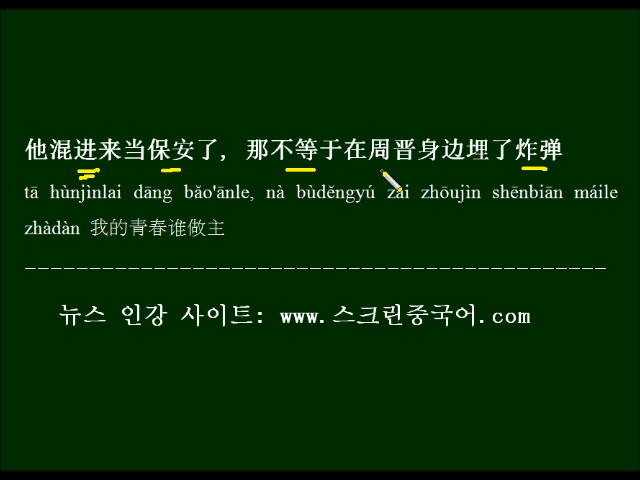 他混进来当保安了, 那不等于在周晋身边埋了炸弹
tā hùnjìnlai dāng bǎo'ānle, nà bùděngyú zài zhōujìn shēnbiān máile
zhàdàn 我的青春谁做主
뉴스 인강 사이트: www.스크린중국어.com